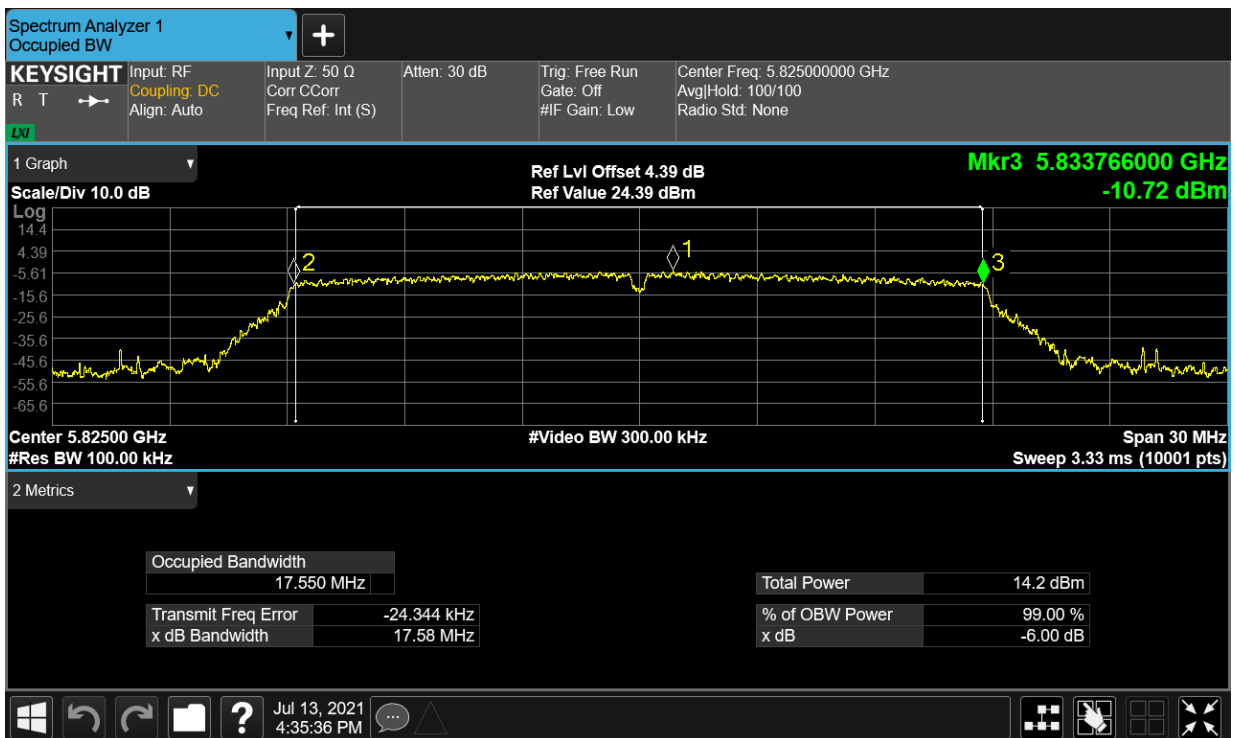 Spectrum Analyzer 1
Occupied BW
KEYSIGHT
R T
LXI
Input: RF
Coupling: DC
Align: Auto
Input Z: 50 Ω
Corr CCorr
Freq Ref: Int (S)
Atten: 30 dB
Trig: Free Run
Gate: Off
#IF Gain: Low
Center Freq: 5.825000000 GHz
Avg|Hold: 100/100
Radio Std: None
1 Graph
Scale/Div 10.0 dB
Ref Lvl Offset 4.39 dB
Ref Value 24.39 dBm
Mkr3 5.833766000 GHz
-10.72 dBm
Log
14.4
4.39
-5.61
-15.6
-25.6
-35.6
-45.6
-55.6
-65.6
2
1
3
Center 5.82500 GHz
#Video BW 300.00 kHz
Span 30 MHz
#Res BW 100.00 kHz
Sweep 3.33 ms (10001 pts)
2 Metrics
Occupied Bandwidth
17.550 MHz
Total Power 14.2 dBm
Transmit Freq Error -24.344 kHz
% of OBW Power 99.00 %
x dB Bandwidth 17.58 MHz
x dB -6.00 dB
?
Jul 13, 2021
4:35:36 PM